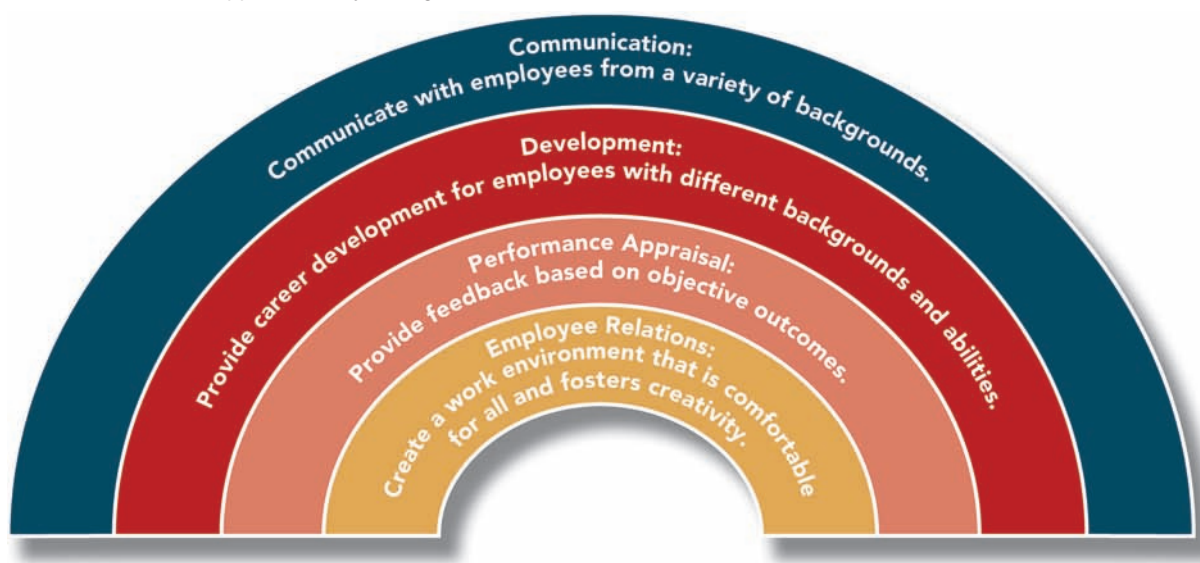 Communication:
Communicate with employees from a variety of backgrounds.
Development:
Provide career development for employees with different backgrounds and abilities.
Performance Appraisal:
Provide feedback based on objective outcomes.
Employee Relations:
Create a work environment that is comfortable
for all and fosters creativity.